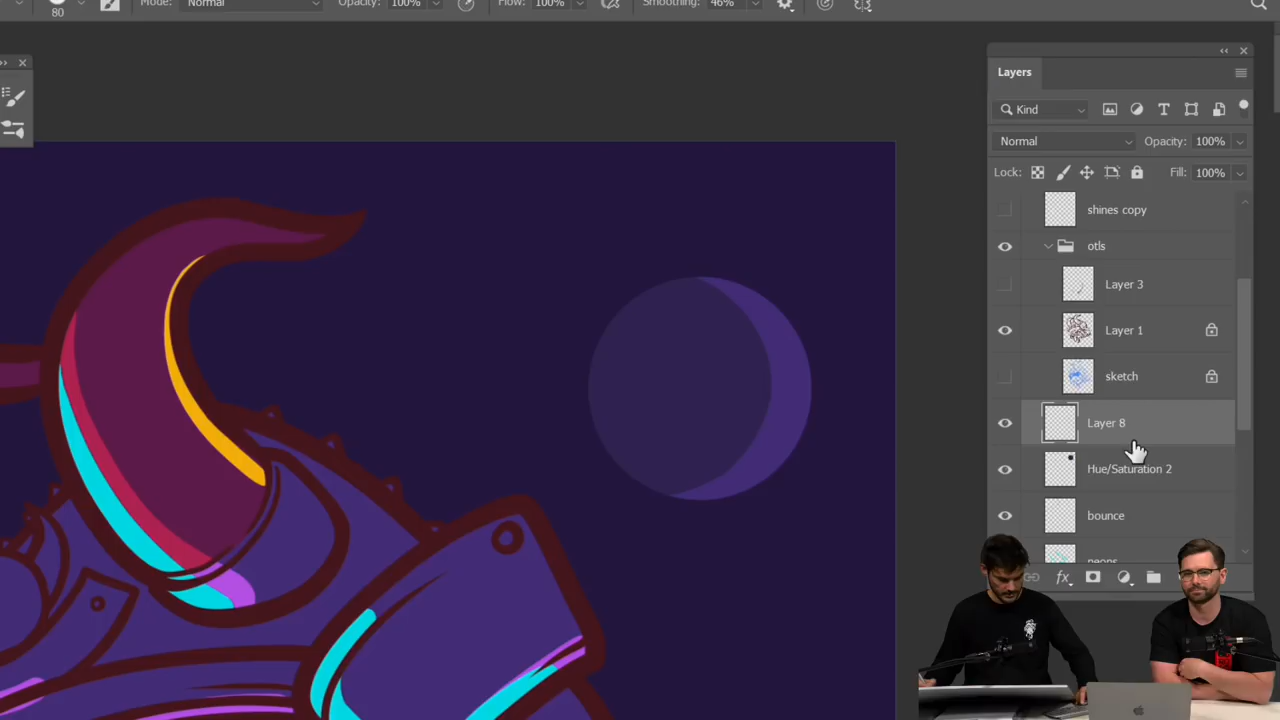 80
Mode: Normal
Opacity: 100%
Flow: 100%
Smoothing: 46%
Layers
Kind
Normal
Opacity: 100%
Lock:
Fill: 100%
shines copy
otls
Layer 3
Layer 1
sketch
Layer 8
Hue/Saturation 2
bounce
neons
fx